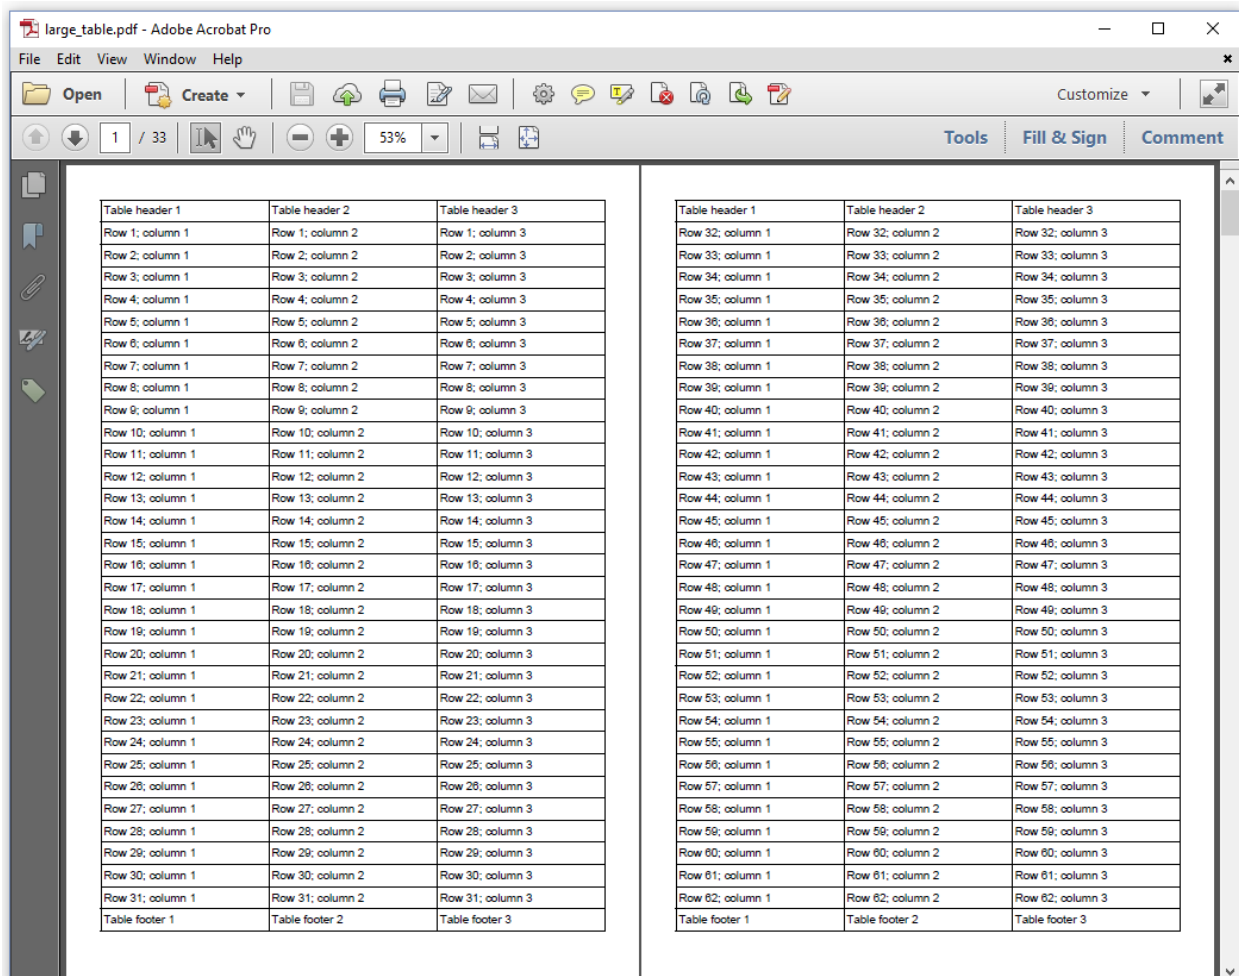 large_table.pdf - Adobe Acrobat Pro
File Edit View Window Help
Open Create Customize
1 / 33 53% Tools Fill & Sign Comment
Table header 1 Table header 2 Table header 3
Row 1; column 1 Row 1; column 2 Row 1; column 3
Row 2; column 1 Row 2; column 2 Row 2; column 3
Row 3; column 1 Row 3; column 2 Row 3; column 3
Row 4; column 1 Row 4; column 2 Row 4; column 3
Row 5; column 1 Row 5; column 2 Row 5; column 3
Row 6; column 1 Row 6; column 2 Row 6; column 3
Row 7; column 1 Row 7; column 2 Row 7; column 3
Row 8; column 1 Row 8; column 2 Row 8; column 3
Row 9; column 1 Row 9; column 2 Row 9; column 3
Row 10; column 1 Row 10; column 2 Row 10; column 3
Row 11; column 1 Row 11; column 2 Row 11; column 3
Row 12; column 1 Row 12; column 2 Row 12; column 3
Row 13; column 1 Row 13; column 2 Row 13; column 3
Row 14; column 1 Row 14; column 2 Row 14; column 3
Row 15; column 1 Row 15; column 2 Row 15; column 3
Row 16; column 1 Row 16; column 2 Row 16; column 3
Row 17; column 1 Row 17; column 2 Row 17; column 3
Row 18; column 1 Row 18; column 2 Row 18; column 3
Row 19; column 1 Row 19; column 2 Row 19; column 3
Row 20; column 1 Row 20; column 2 Row 20; column 3
Row 21; column 1 Row 21; column 2 Row 21; column 3
Row 22; column 1 Row 22; column 2 Row 22; column 3
Row 23; column 1 Row 23; column 2 Row 23; column 3
Row 24; column 1 Row 24; column 2 Row 24; column 3
Row 25; column 1 Row 25; column 2 Row 25; column 3
Row 26; column 1 Row 26; column 2 Row 26; column 3
Row 27; column 1 Row 27; column 2 Row 27; column 3
Row 28; column 1 Row 28; column 2 Row 28; column 3
Row 29; column 1 Row 29; column 2 Row 29; column 3
Row 30; column 1 Row 30; column 2 Row 30; column 3
Row 31; column 1 Row 31; column 2 Row 31; column 3
Table footer 1 Table footer 2 Table footer 3
Table header 1 Table header 2 Table header 3
Row 32; column 1 Row 32; column 2 Row 32; column 3
Row 33; column 1 Row 33; column 2 Row 33; column 3
Row 34; column 1 Row 34; column 2 Row 34; column 3
Row 35; column 1 Row 35; column 2 Row 35; column 3
Row 36; column 1 Row 36; column 2 Row 36; column 3
Row 37; column 1 Row 37; column 2 Row 37; column 3
Row 38; column 1 Row 38; column 2 Row 38; column 3
Row 39; column 1 Row 39; column 2 Row 39; column 3
Row 40; column 1 Row 40; column 2 Row 40; column 3
Row 41; column 1 Row 41; column 2 Row 41; column 3
Row 42; column 1 Row 42; column 2 Row 42; column 3
Row 43; column 1 Row 43; column 2 Row 43; column 3
Row 44; column 1 Row 44; column 2 Row 44; column 3
Row 45; column 1 Row 45; column 2 Row 45; column 3
Row 46; column 1 Row 46; column 2 Row 46; column 3
Row 47; column 1 Row 47; column 2 Row 47; column 3
Row 48; column 1 Row 48; column 2 Row 48; column 3
Row 49; column 1 Row 49; column 2 Row 49; column 3
Row 50; column 1 Row 50; column 2 Row 50; column 3
Row 51; column 1 Row 51; column 2 Row 51; column 3
Row 52; column 1 Row 52; column 2 Row 52; column 3
Row 53; column 1 Row 53; column 2 Row 53; column 3
Row 54; column 1 Row 54; column 2 Row 54; column 3
Row 55; column 1 Row 55; column 2 Row 55; column 3
Row 56; column 1 Row 56; column 2 Row 56; column 3
Row 57; column 1 Row 57; column 2 Row 57; column 3
Row 58; column 1 Row 58; column 2 Row 58; column 3
Row 59; column 1 Row 59; column 2 Row 59; column 3
Row 60; column 1 Row 60; column 2 Row 60; column 3
Row 61; column 1 Row 61; column 2 Row 61; column 3
Row 62; column 1 Row 62; column 2 Row 62; column 3
Table footer 1 Table footer 2 Table footer 3